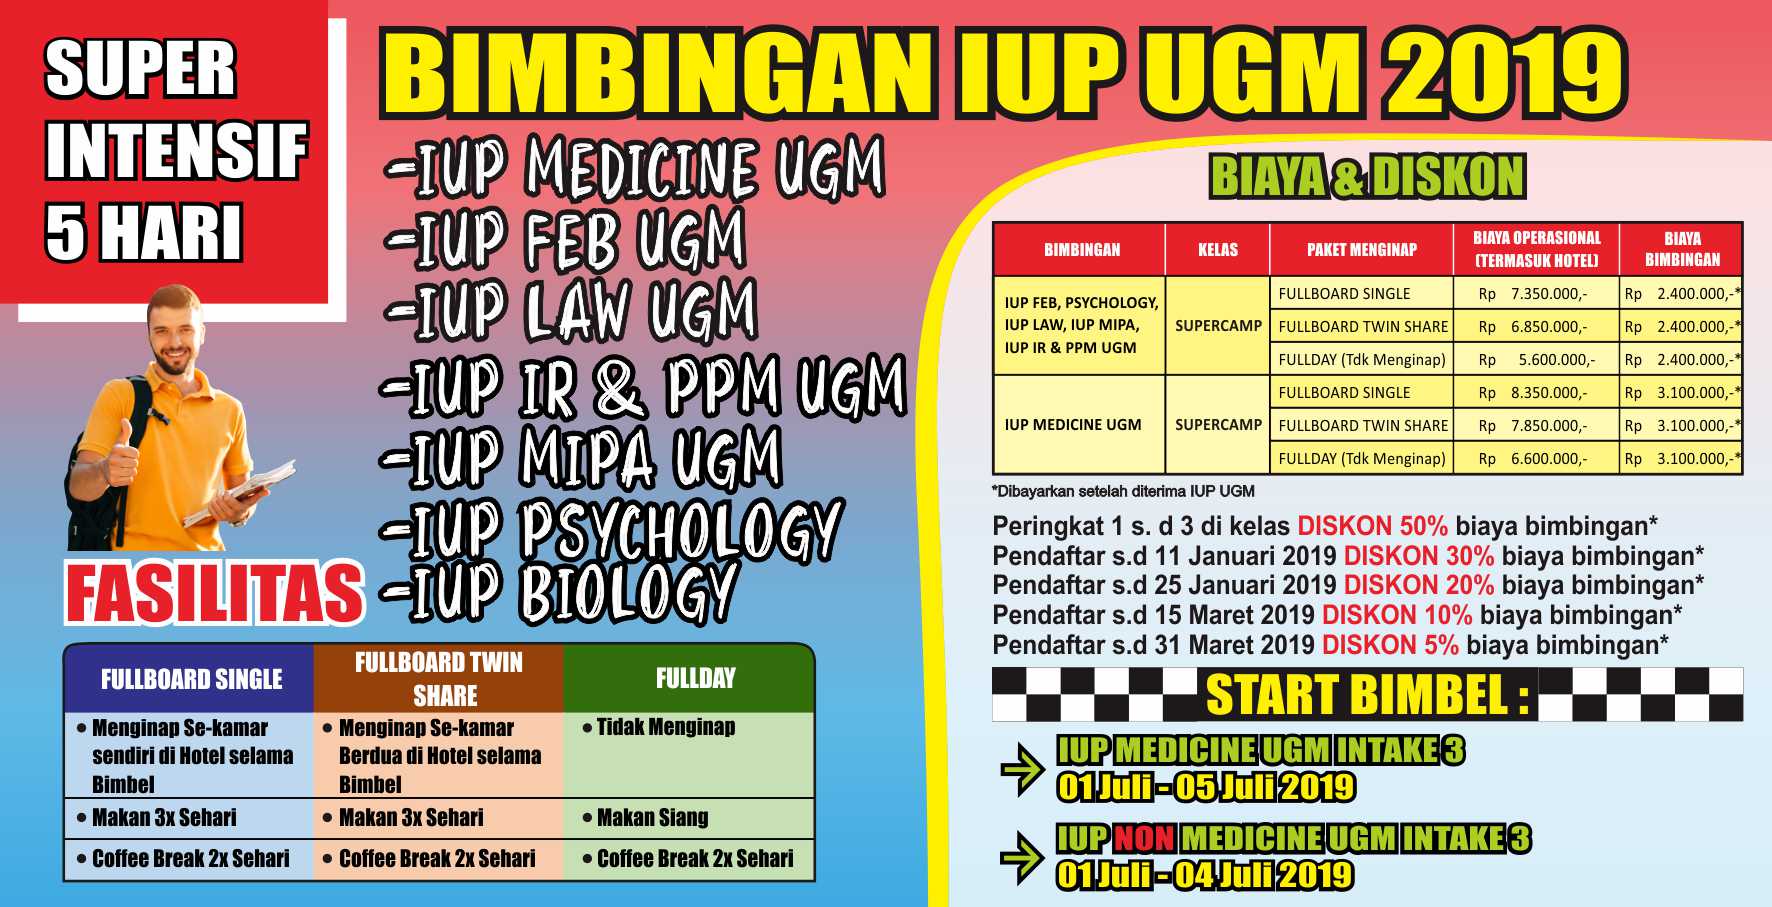 SUPER
INTENSIF
5 HARI
BIMBINGAN IUP UGM 2019
-IUP MEDICINE UGM
-IUP FEB UGM
-IUP LAW UGM
-IUP IR & PPM UGM
-IUP MIPA UGM
-IUP PSYCHOLOGY
-IUP BIOLOGY
FASILITAS
FULLBOARD SINGLE
FULLBOARD TWIN
SHARE
FULLDAY
• Menginap Se-kamar
sendiri di Hotel selama
Bimbel
• Menginap Se-kamar
Berdua di Hotel selama
Bimbel
• Tidak Menginap
• Makan 3x Sehari
• Makan 3x Sehari
• Makan Siang
• Coffee Break 2x Sehari
• Coffee Break 2x Sehari
• Coffee Break 2x Sehari
BIAYA & DISKON
BIMBINGAN
KELAS
PAKET MENGINAP
BIAYA OPERASIONAL
(TERMASUK HOTEL)
BIAYA
BIMBINGAN
IUP FEB, PSYCHOLOGY,
IUP LAW, IUP MIPA,
IUP IR & PPM UGM
SUPERCAMP
FULLBOARD SINGLE Rp 7.350.000,- Rp 2.400.000,-*
FULLBOARD TWIN SHARE Rp 6.850.000,- Rp 2.400.000,-*
FULLDAY (Tdk Menginap) Rp 5.600.000,- Rp 2.400.000,-*
IUP MEDICINE UGM
SUPERCAMP
FULLBOARD SINGLE Rp 8.350.000,- Rp 3.100.000,-*
FULLBOARD TWIN SHARE Rp 7.850.000,- Rp 3.100.000,-*
FULLDAY (Tdk Menginap) Rp 6.600.000,- Rp 3.100.000,-*
*Dibayarkan setelah diterima IUP UGM
Peringkat 1 s. d 3 di kelas DISKON 50% biaya bimbingan*
Pendaftar s.d 11 Januari 2019 DISKON 30% biaya bimbingan*
Pendaftar s.d 25 Januari 2019 DISKON 20% biaya bimbingan*
Pendaftar s.d 15 Maret 2019 DISKON 10% biaya bimbingan*
Pendaftar s.d 31 Maret 2019 DISKON 5% biaya bimbingan*
START BIMBEL :
IUP MEDICINE UGM INTAKE 3
01 Juli - 05 Juli 2019
IUP NON MEDICINE UGM INTAKE 3
01 Juli - 04 Juli 2019